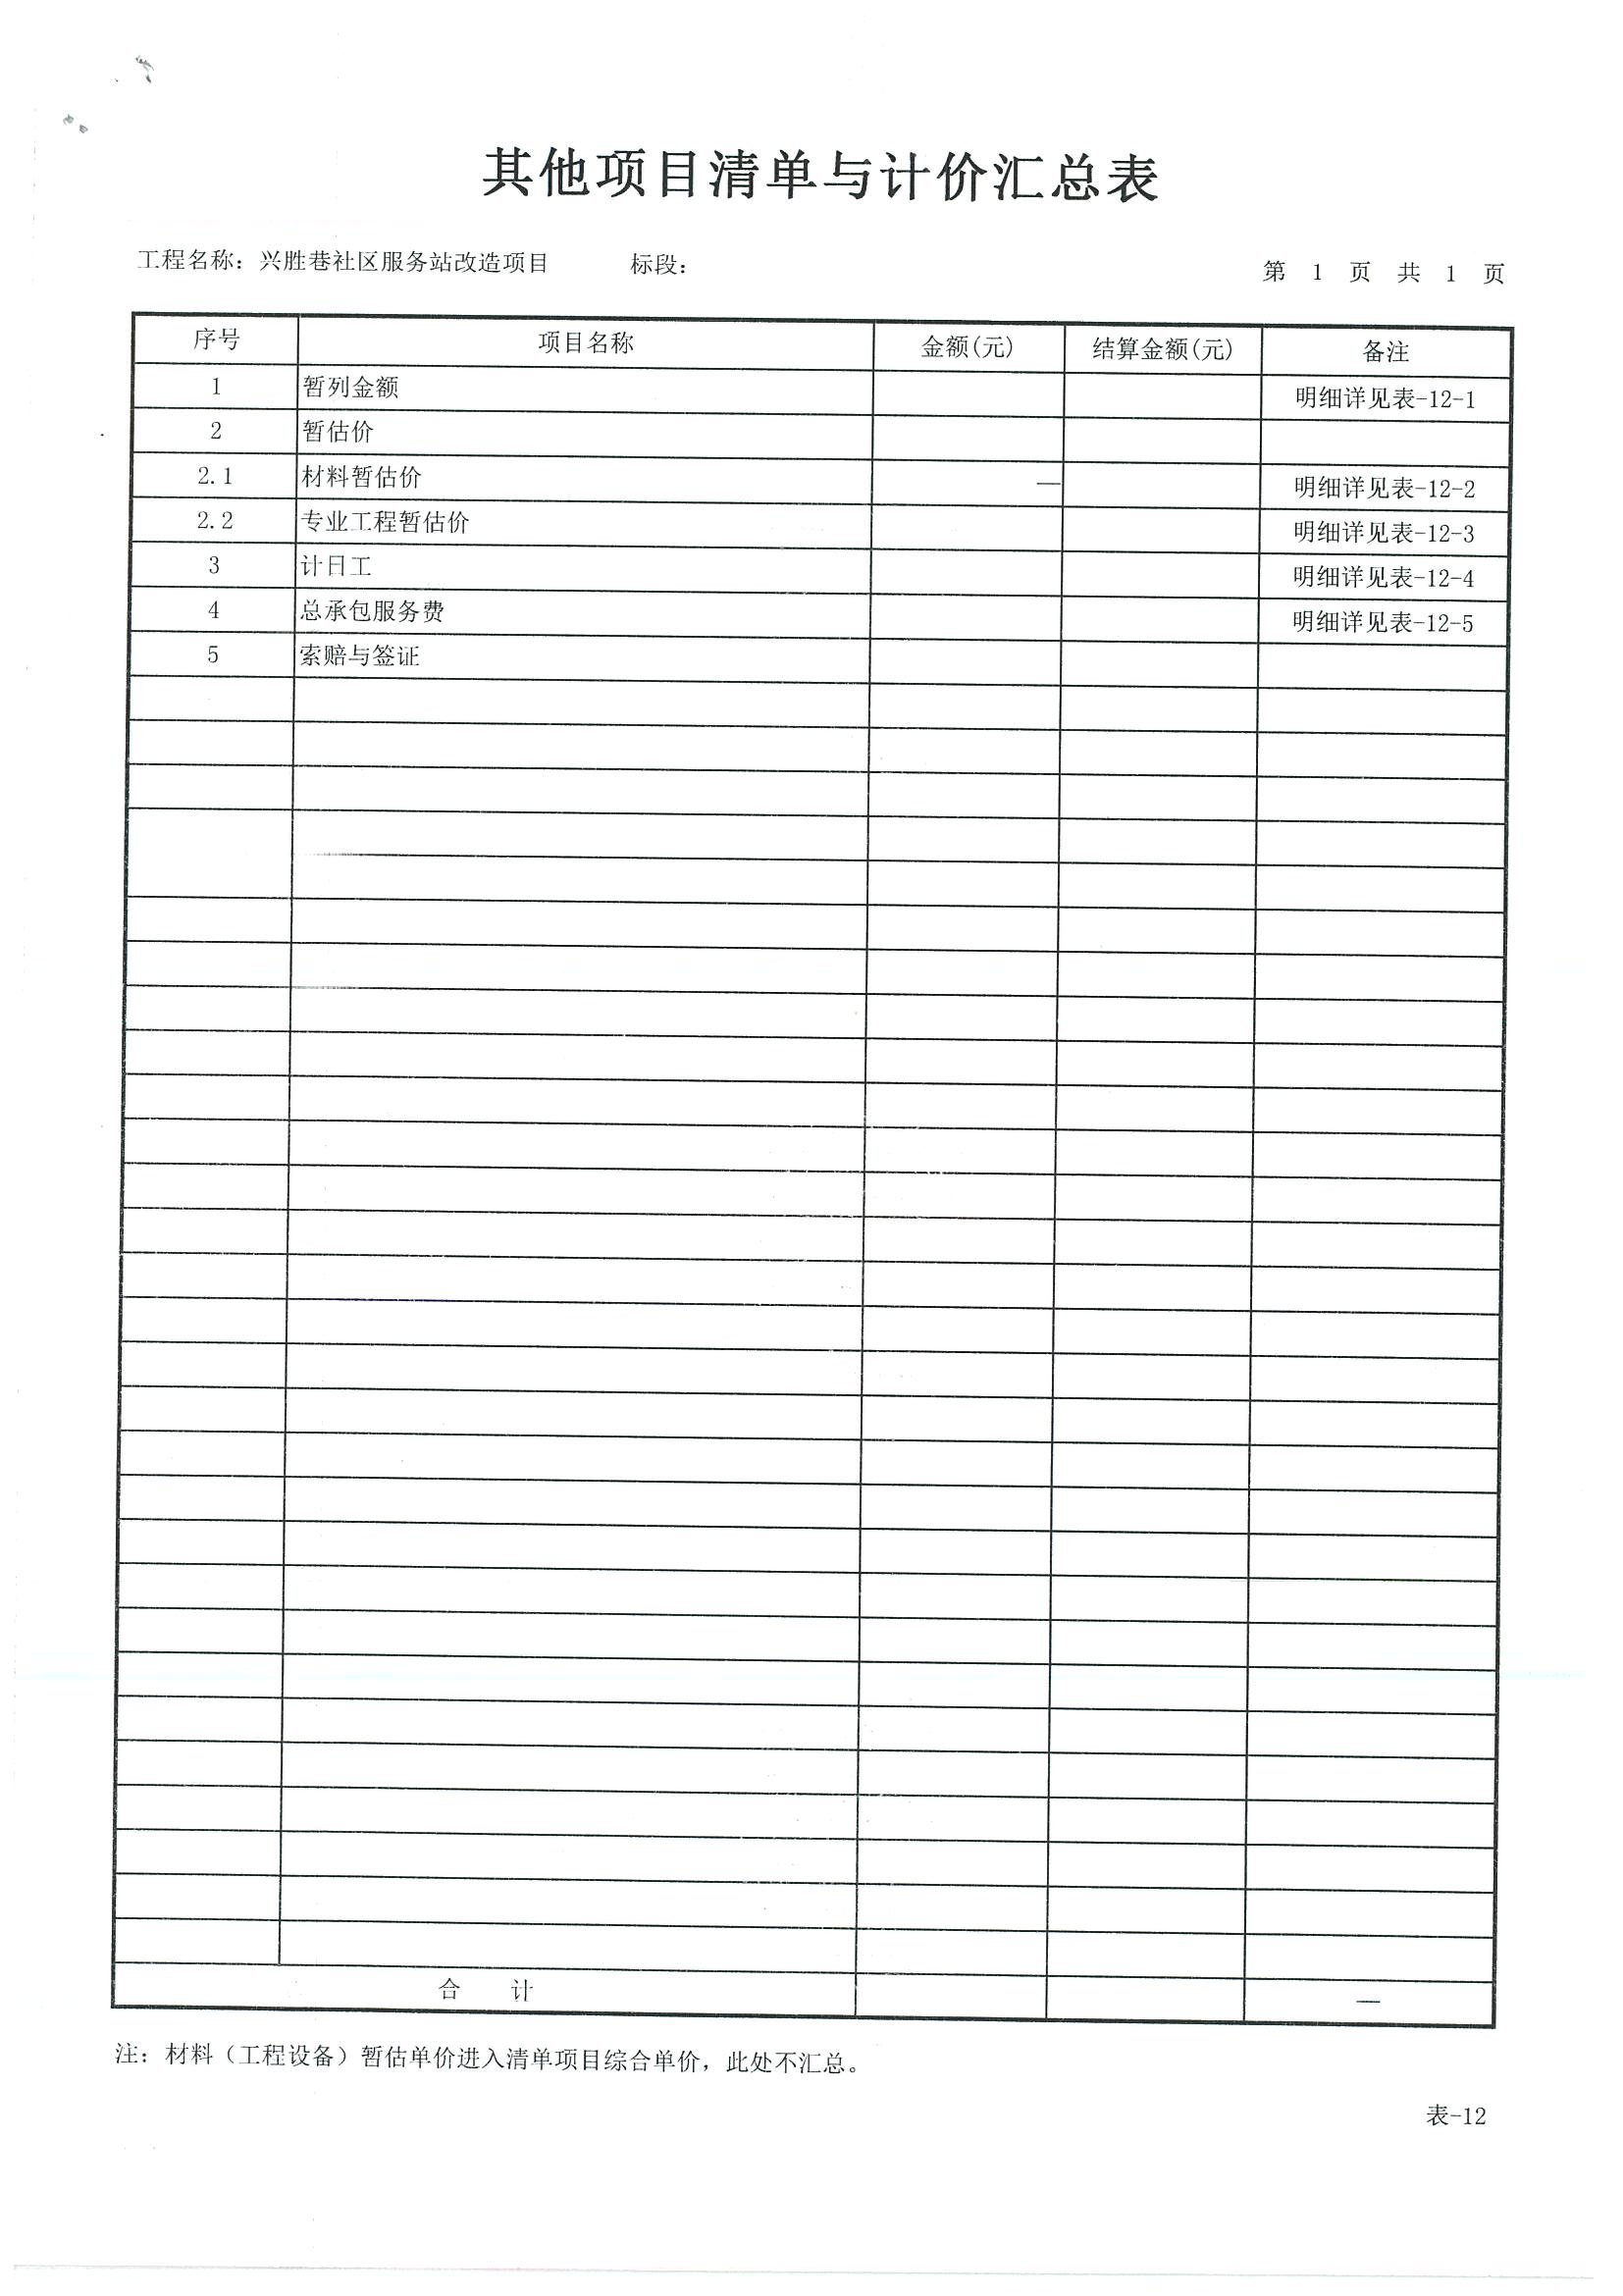 其他项目清单与计价汇总表
工程名称：兴胜巷社区服务站改造项目 标段： 第 1 页 共 1 页
序号 项目名称 金额(元) 结算金额(元) 备注
1 暂列金额 明细详见表-12-1
2 暂估价
2.1 材料暂估价 — 明细详见表-12-2
2.2 专业工程暂估价 明细详见表-12-3
3 计日工 明细详见表-12-4
4 总承包服务费 明细详见表-12-5
5 索赔与签证
合 计 —
注：材料（工程设备）暂估单价进入清单项目综合单价，此处不汇总。
表-12